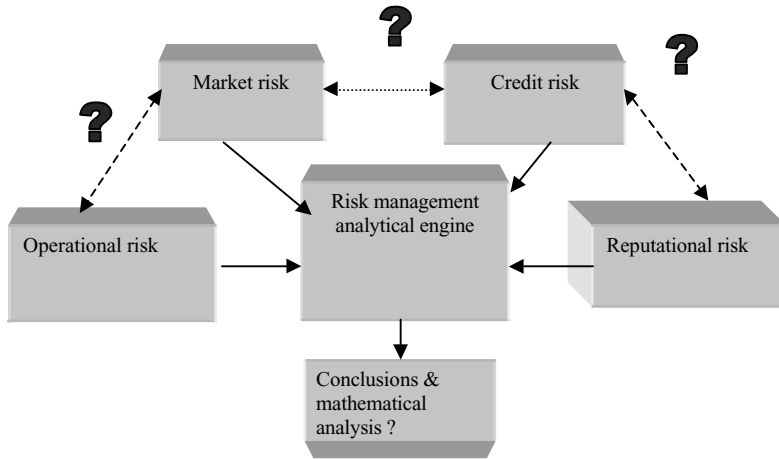 ?
?
?
Market risk
Credit risk
Risk management
analytical engine
Operational risk
Reputational risk
Conclusions &
mathematical
analysis ?